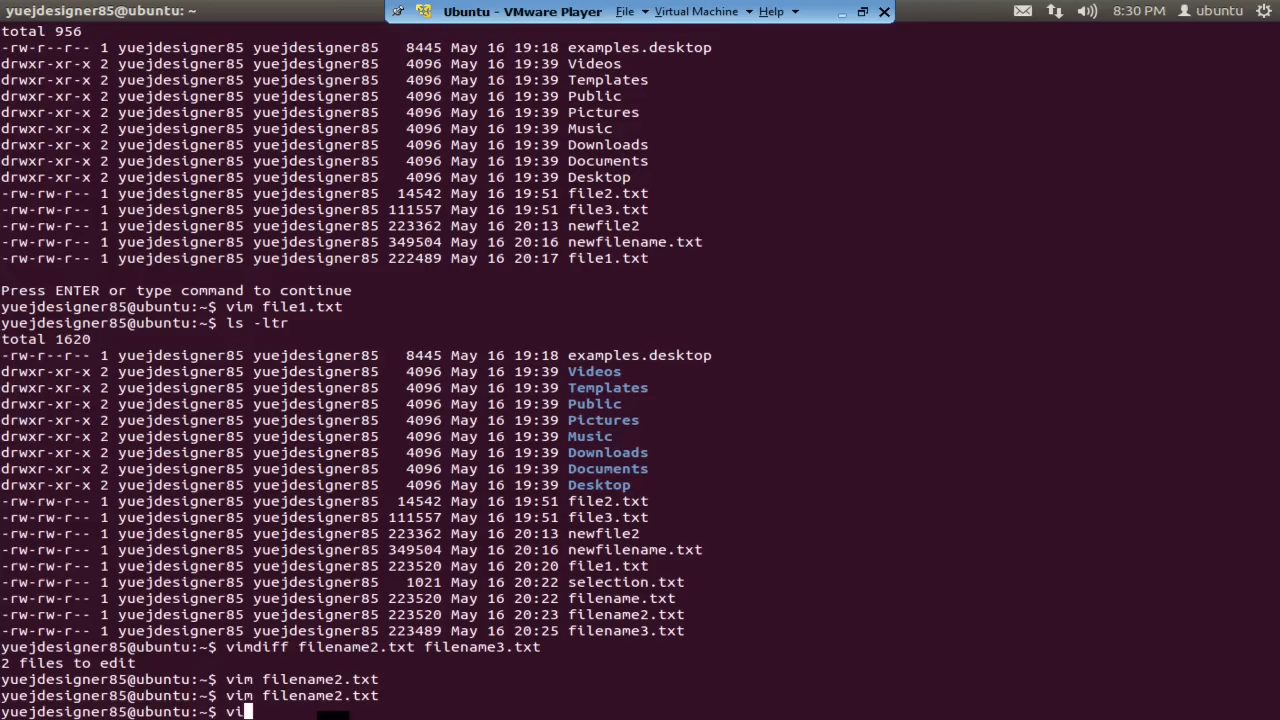 yuejdesigner85@ubuntu: ~
Ubuntu - VMware Player File Virtual Machine Help
8:30 PM ubuntu
total 956
-rw-r--r-- 1 yuejdesigner85 yuejdesigner85 8445 May 16 19:18 examples.desktop
drwxr-xr-x 2 yuejdesigner85 yuejdesigner85 4096 May 16 19:39 Videos
drwxr-xr-x 2 yuejdesigner85 yuejdesigner85 4096 May 16 19:39 Templates
drwxr-xr-x 2 yuejdesigner85 yuejdesigner85 4096 May 16 19:39 Public
drwxr-xr-x 2 yuejdesigner85 yuejdesigner85 4096 May 16 19:39 Pictures
drwxr-xr-x 2 yuejdesigner85 yuejdesigner85 4096 May 16 19:39 Music
drwxr-xr-x 2 yuejdesigner85 yuejdesigner85 4096 May 16 19:39 Downloads
drwxr-xr-x 2 yuejdesigner85 yuejdesigner85 4096 May 16 19:39 Documents
drwxr-xr-x 2 yuejdesigner85 yuejdesigner85 4096 May 16 19:39 Desktop
-rw-rw-r-- 1 yuejdesigner85 yuejdesigner85 14542 May 16 19:51 file2.txt
-rw-rw-r-- 1 yuejdesigner85 yuejdesigner85 111557 May 16 19:51 file3.txt
-rw-rw-r-- 1 yuejdesigner85 yuejdesigner85 223362 May 16 20:13 newfile2
-rw-rw-r-- 1 yuejdesigner85 yuejdesigner85 349504 May 16 20:16 newfilename.txt
-rw-rw-r-- 1 yuejdesigner85 yuejdesigner85 222489 May 16 20:17 file1.txt
Press ENTER or type command to continue
yuejdesigner85@ubuntu:~$ vim file1.txt
yuejdesigner85@ubuntu:~$ ls -ltr
total 1620
-rw-r--r-- 1 yuejdesigner85 yuejdesigner85 8445 May 16 19:18 examples.desktop
drwxr-xr-x 2 yuejdesigner85 yuejdesigner85 4096 May 16 19:39 Videos
drwxr-xr-x 2 yuejdesigner85 yuejdesigner85 4096 May 16 19:39 Templates
drwxr-xr-x 2 yuejdesigner85 yuejdesigner85 4096 May 16 19:39 Public
drwxr-xr-x 2 yuejdesigner85 yuejdesigner85 4096 May 16 19:39 Pictures
drwxr-xr-x 2 yuejdesigner85 yuejdesigner85 4096 May 16 19:39 Music
drwxr-xr-x 2 yuejdesigner85 yuejdesigner85 4096 May 16 19:39 Downloads
drwxr-xr-x 2 yuejdesigner85 yuejdesigner85 4096 May 16 19:39 Documents
drwxr-xr-x 2 yuejdesigner85 yuejdesigner85 4096 May 16 19:39 Desktop
-rw-rw-r-- 1 yuejdesigner85 yuejdesigner85 14542 May 16 19:51 file2.txt
-rw-rw-r-- 1 yuejdesigner85 yuejdesigner85 111557 May 16 19:51 file3.txt
-rw-rw-r-- 1 yuejdesigner85 yuejdesigner85 223362 May 16 20:13 newfile2
-rw-rw-r-- 1 yuejdesigner85 yuejdesigner85 349504 May 16 20:16 newfilename.txt
-rw-rw-r-- 1 yuejdesigner85 yuejdesigner85 223520 May 16 20:20 file1.txt
-rw-rw-r-- 1 yuejdesigner85 yuejdesigner85 1021 May 16 20:22 selection.txt
-rw-rw-r-- 1 yuejdesigner85 yuejdesigner85 223520 May 16 20:22 filename.txt
-rw-rw-r-- 1 yuejdesigner85 yuejdesigner85 223520 May 16 20:23 filename2.txt
-rw-rw-r-- 1 yuejdesigner85 yuejdesigner85 223489 May 16 20:25 filename3.txt
yuejdesigner85@ubuntu:~$ vimdiff filename2.txt filename3.txt
2 files to edit
yuejdesigner85@ubuntu:~$ vim filename2.txt
yuejdesigner85@ubuntu:~$ vim filename2.txt
yuejdesigner85@ubuntu:~$ vi